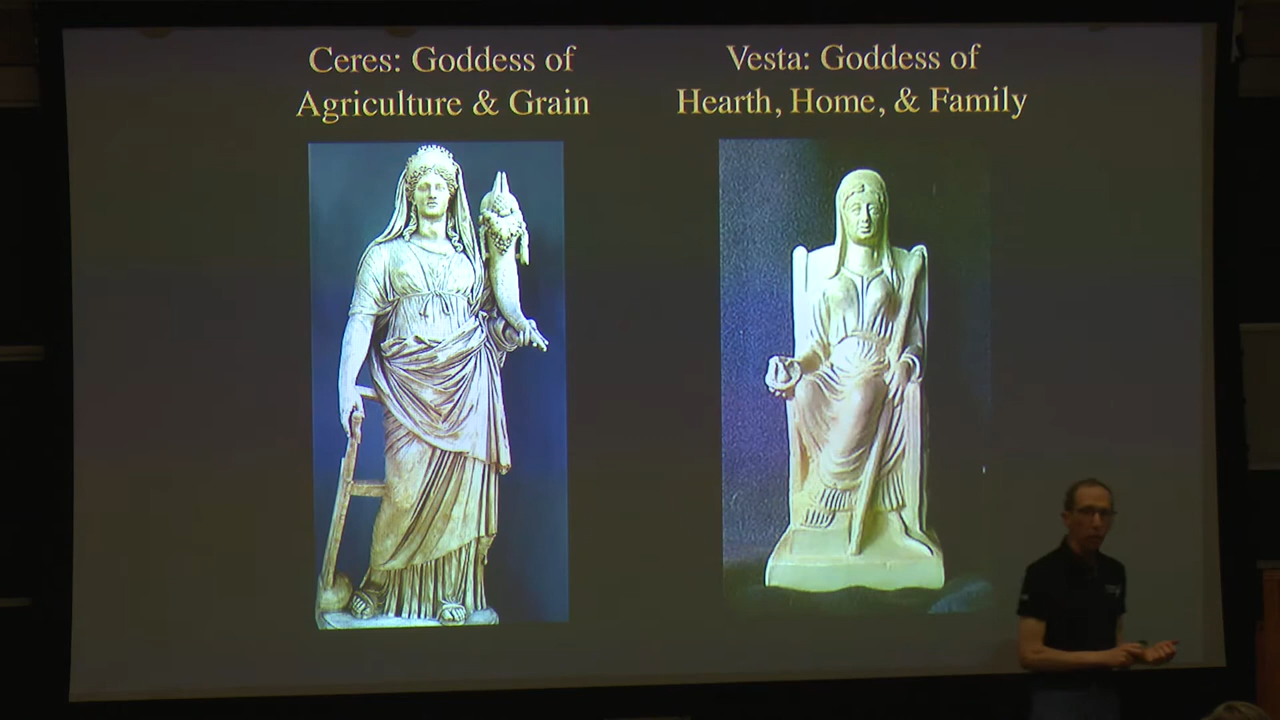 Ceres: Goddess of
Agriculture & Grain
Vesta: Goddess of
Hearth, Home, & Family